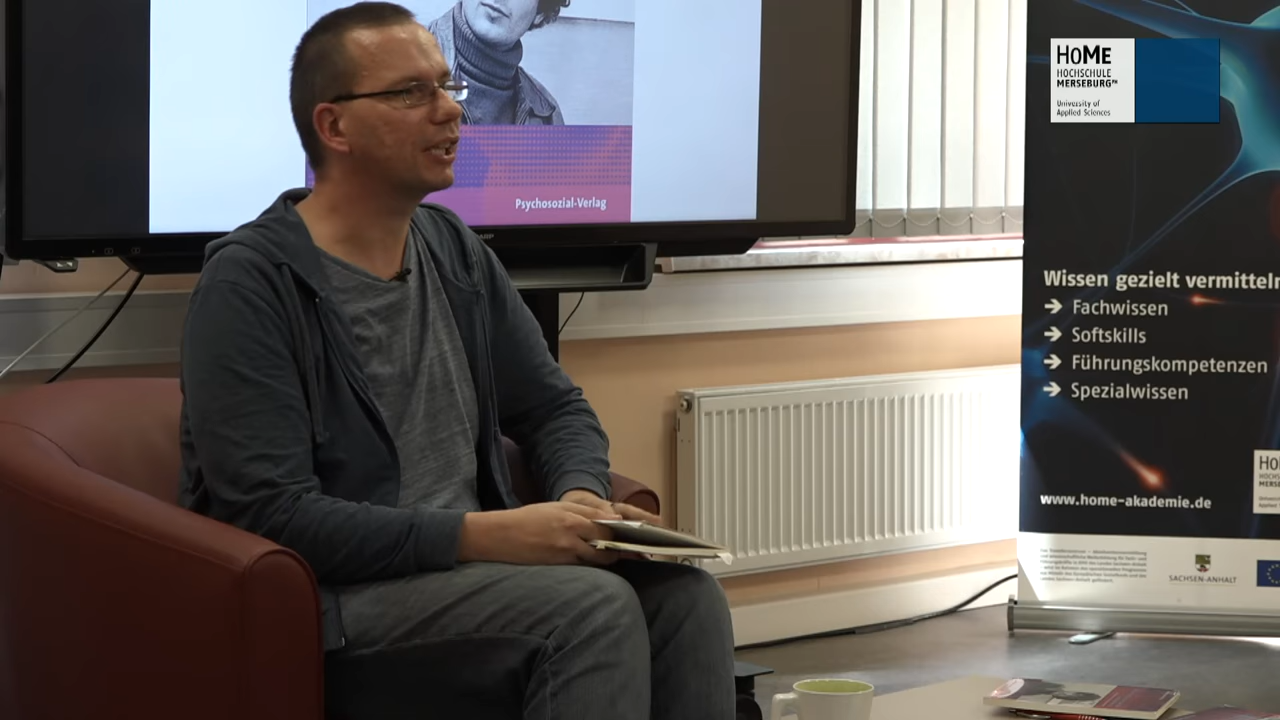 Psychosozial-Verlag
HoMe
HOCHSCHULE
MERSEBURG
University of
Applied Sciences
Wissen gezielt vermitteln
→ Fachwissen
→ Softskills
→ Führungskompetenzen
→ Spezialwissen
www.home-akademie.de
SACHSEN-ANHALT